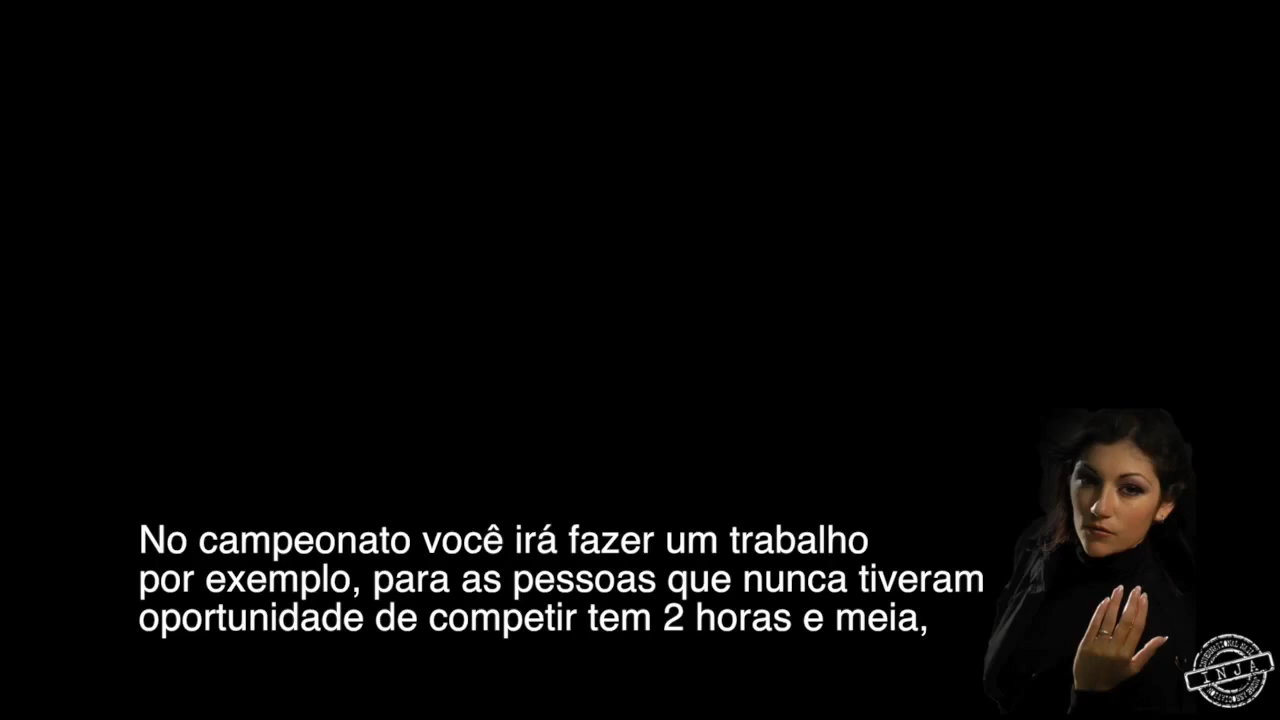 No campeonato você irá fazer um trabalho
por exemplo, para as pessoas que nunca tiveram
oportunidade de competir tem 2 horas e meia,
INJA